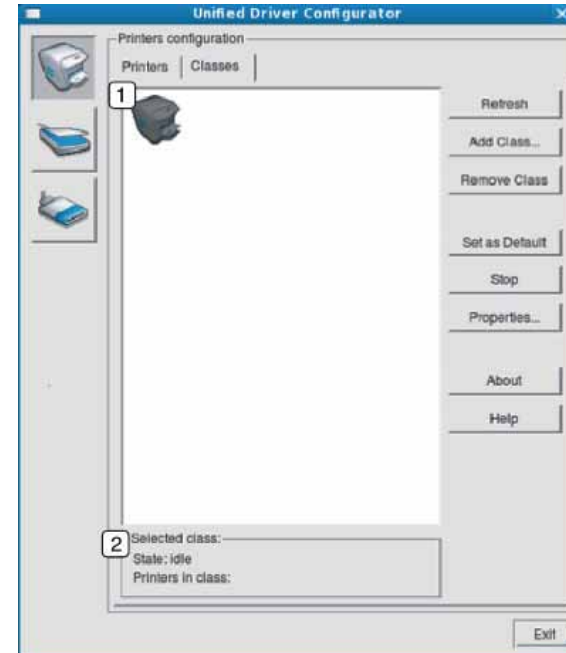 Unified Driver Configurator
Printers configuration
Printers
Classes
1
Refresh
Add Class...
Remove Class
Set as Default
Stop
Properties...
About
Help
2
Selected class:
State: idle
Printers in class:
Exit